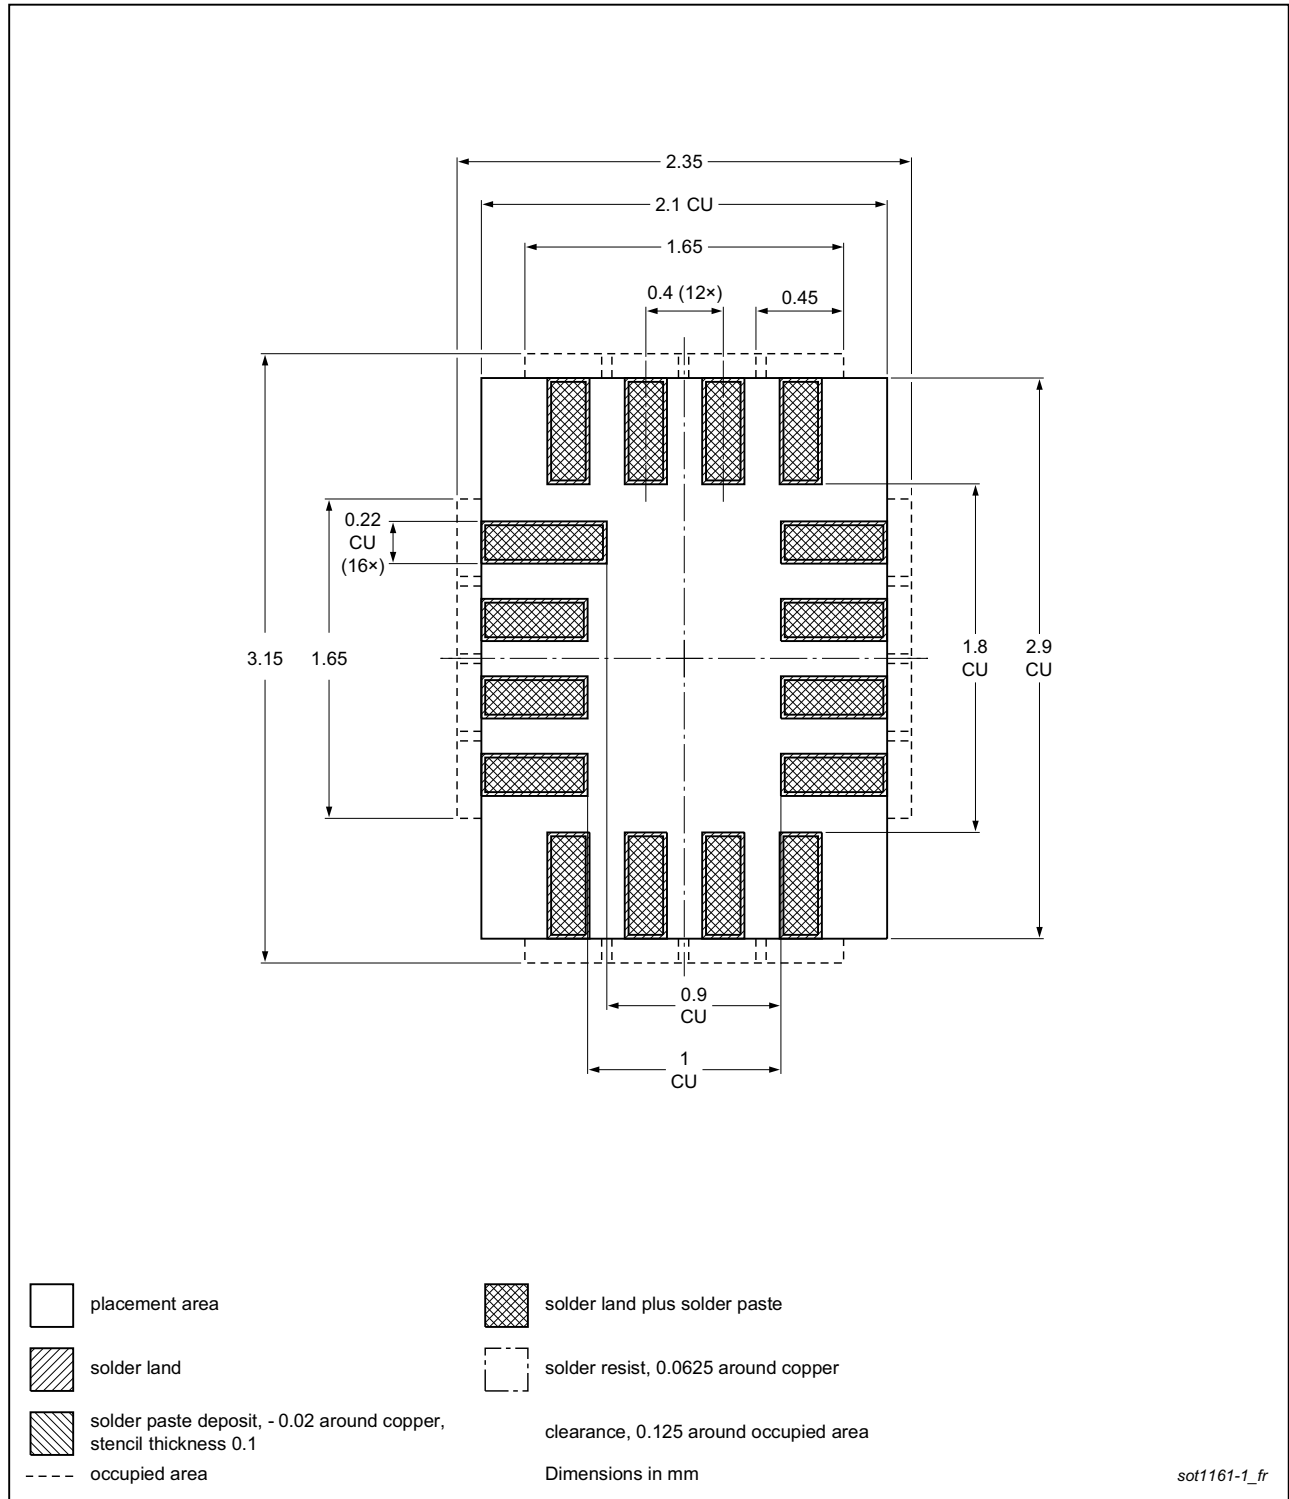 2.35
2.1 CU
1.65
0.4 (12×)
0.45
0.22
CU
(16×)
3.15
1.65
1.8
CU
2.9
CU
0.9
CU
1
CU
placement area
solder land plus solder paste
solder land
solder resist, 0.0625 around copper
solder paste deposit, - 0.02 around copper,
stencil thickness 0.1
clearance, 0.125 around occupied area
occupied area
Dimensions in mm
sot1161-1_fr